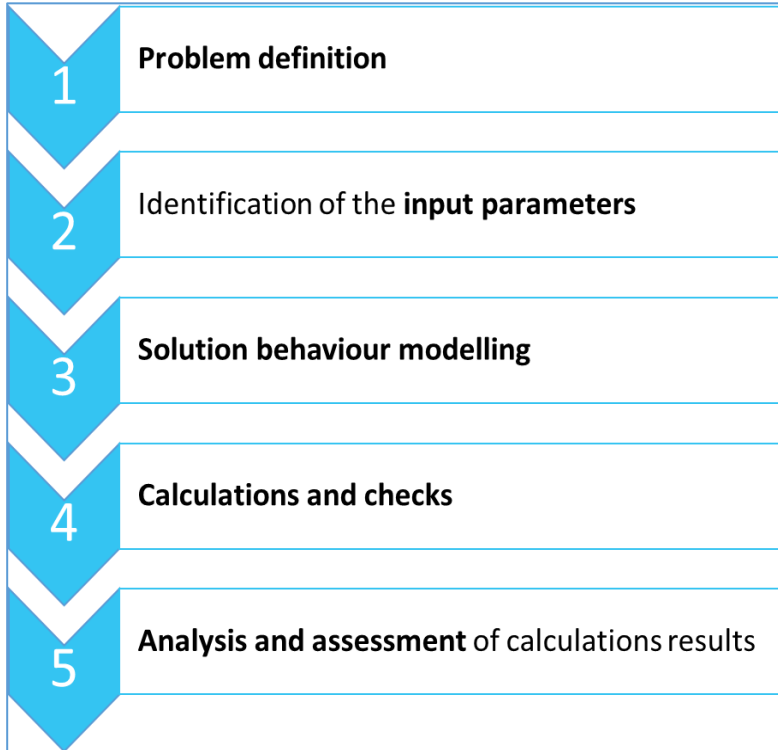 1
Problem definition
2
Identification of the input parameters
3
Solution behaviour modelling
4
Calculations and checks
5
Analysis and assessment of calculations results